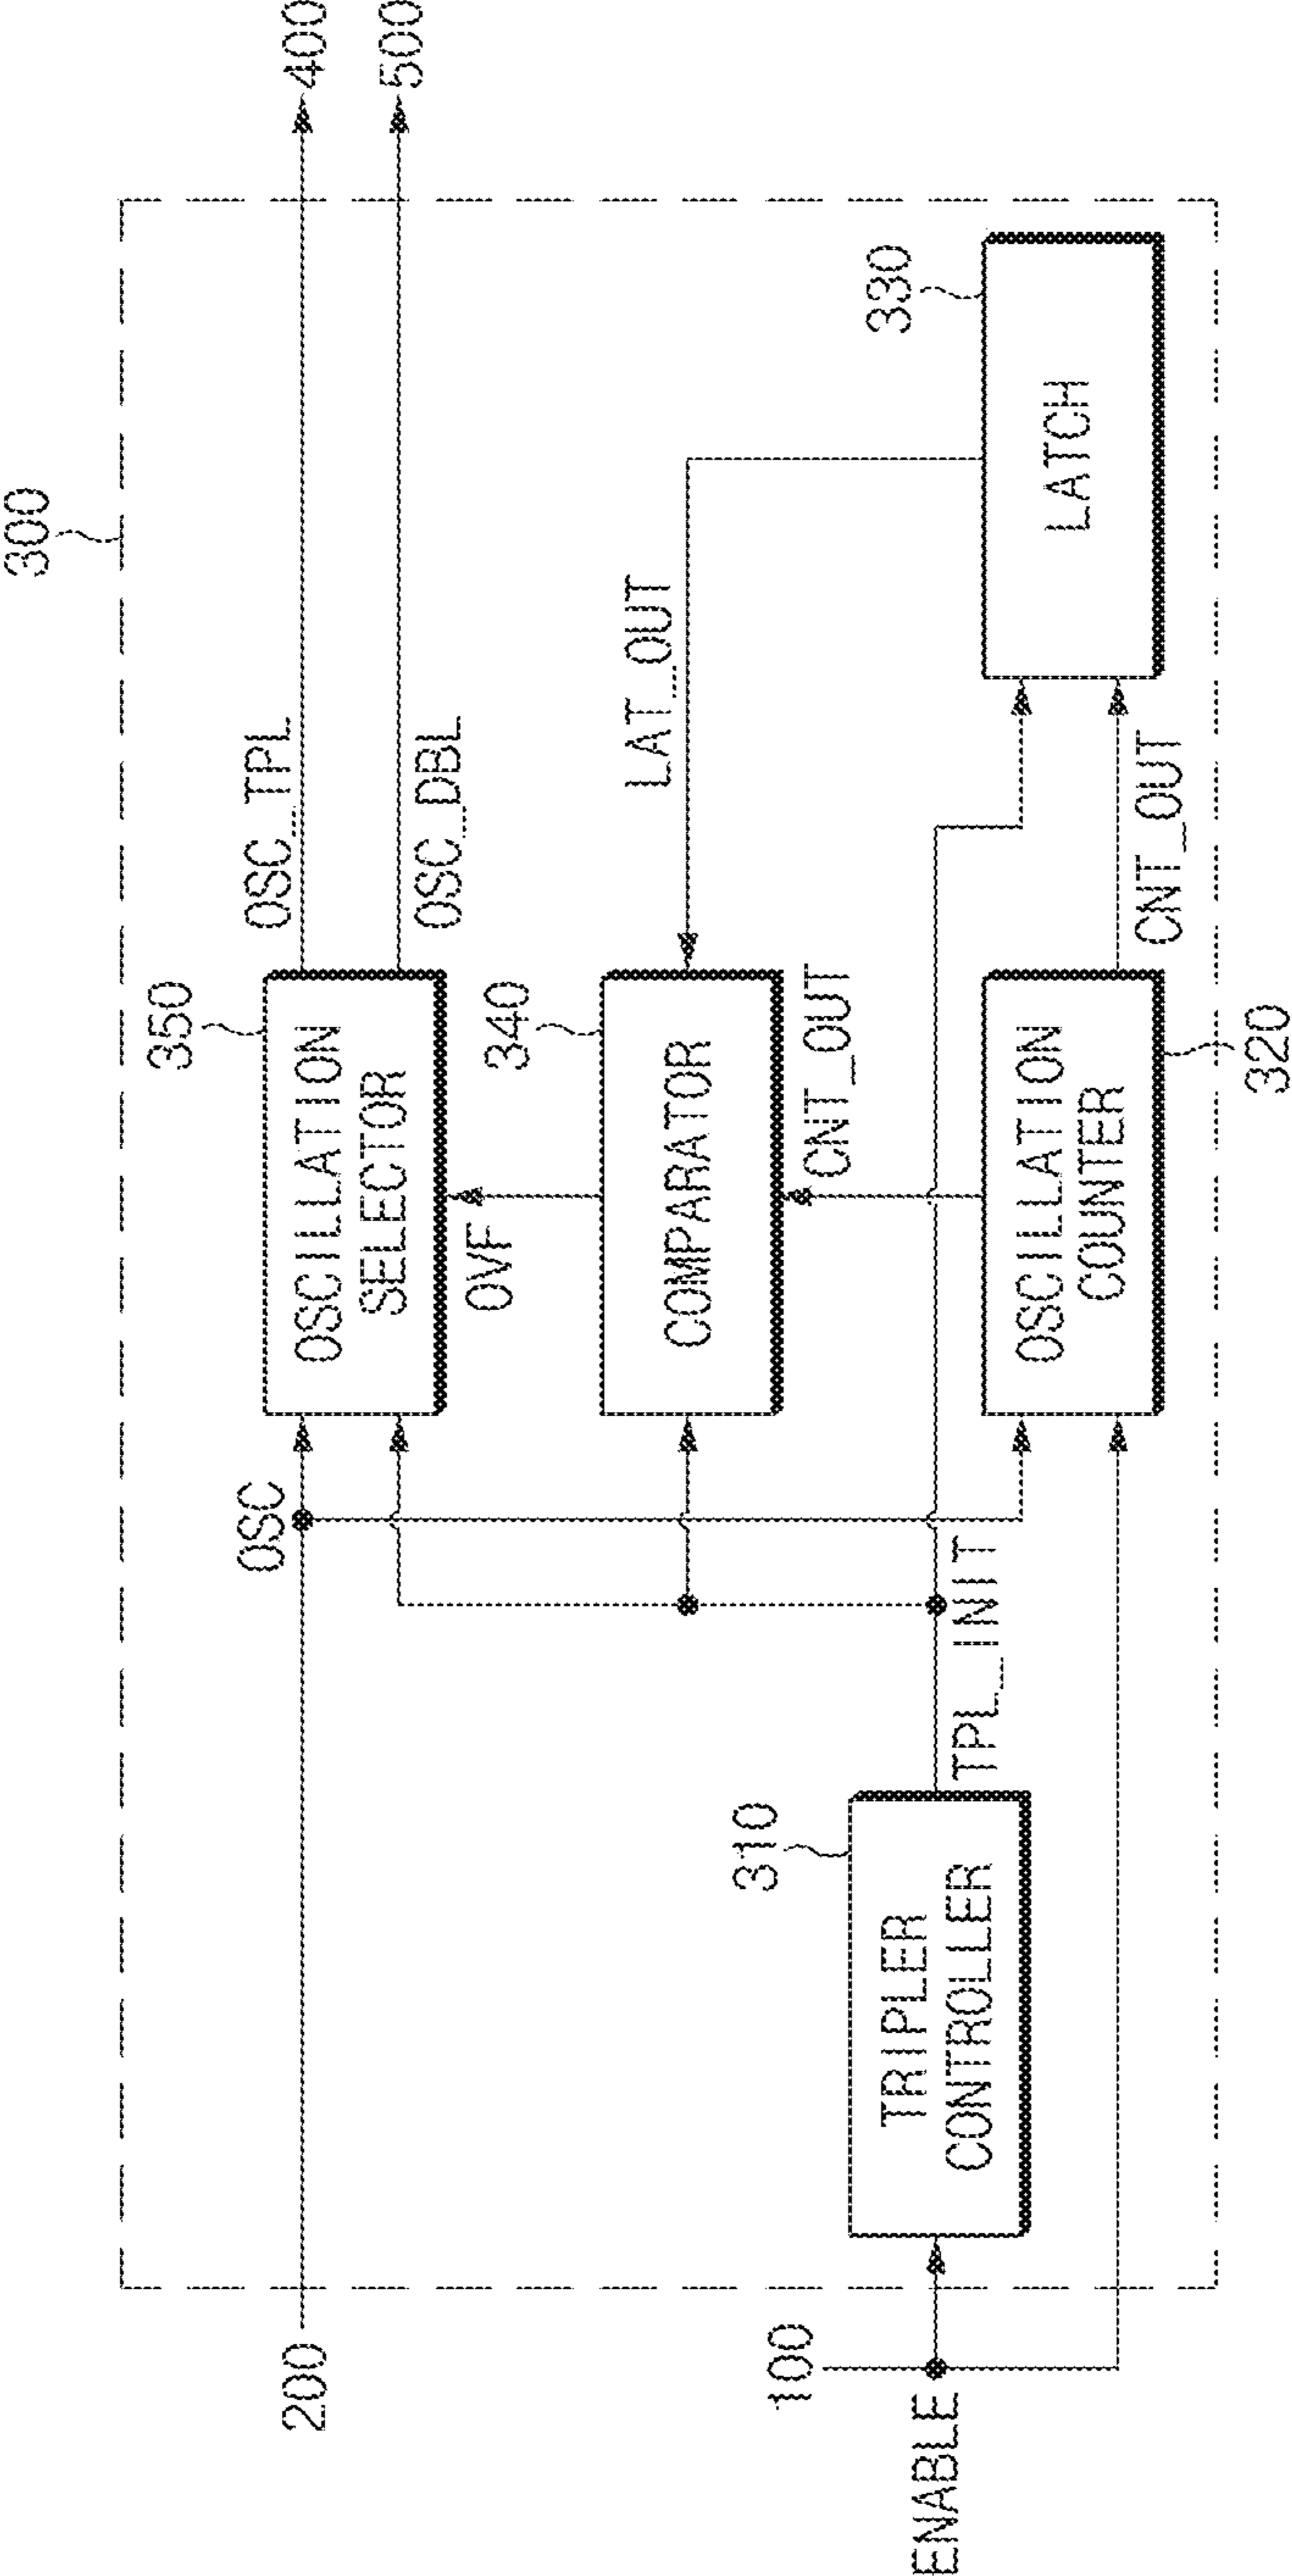 300
200
OSC
350
OSCILLATION
SELECTOR
OSC_TPL
400
OSC_DBL
500
OVF
340
COMPARATOR
LAT_OUT
CNT_OUT
100
ENABLE
310
TRIPLER
CONTROLLER
TPL_INIT
OSCILLATION
COUNTER
320
CNT_OUT
330
LATCH